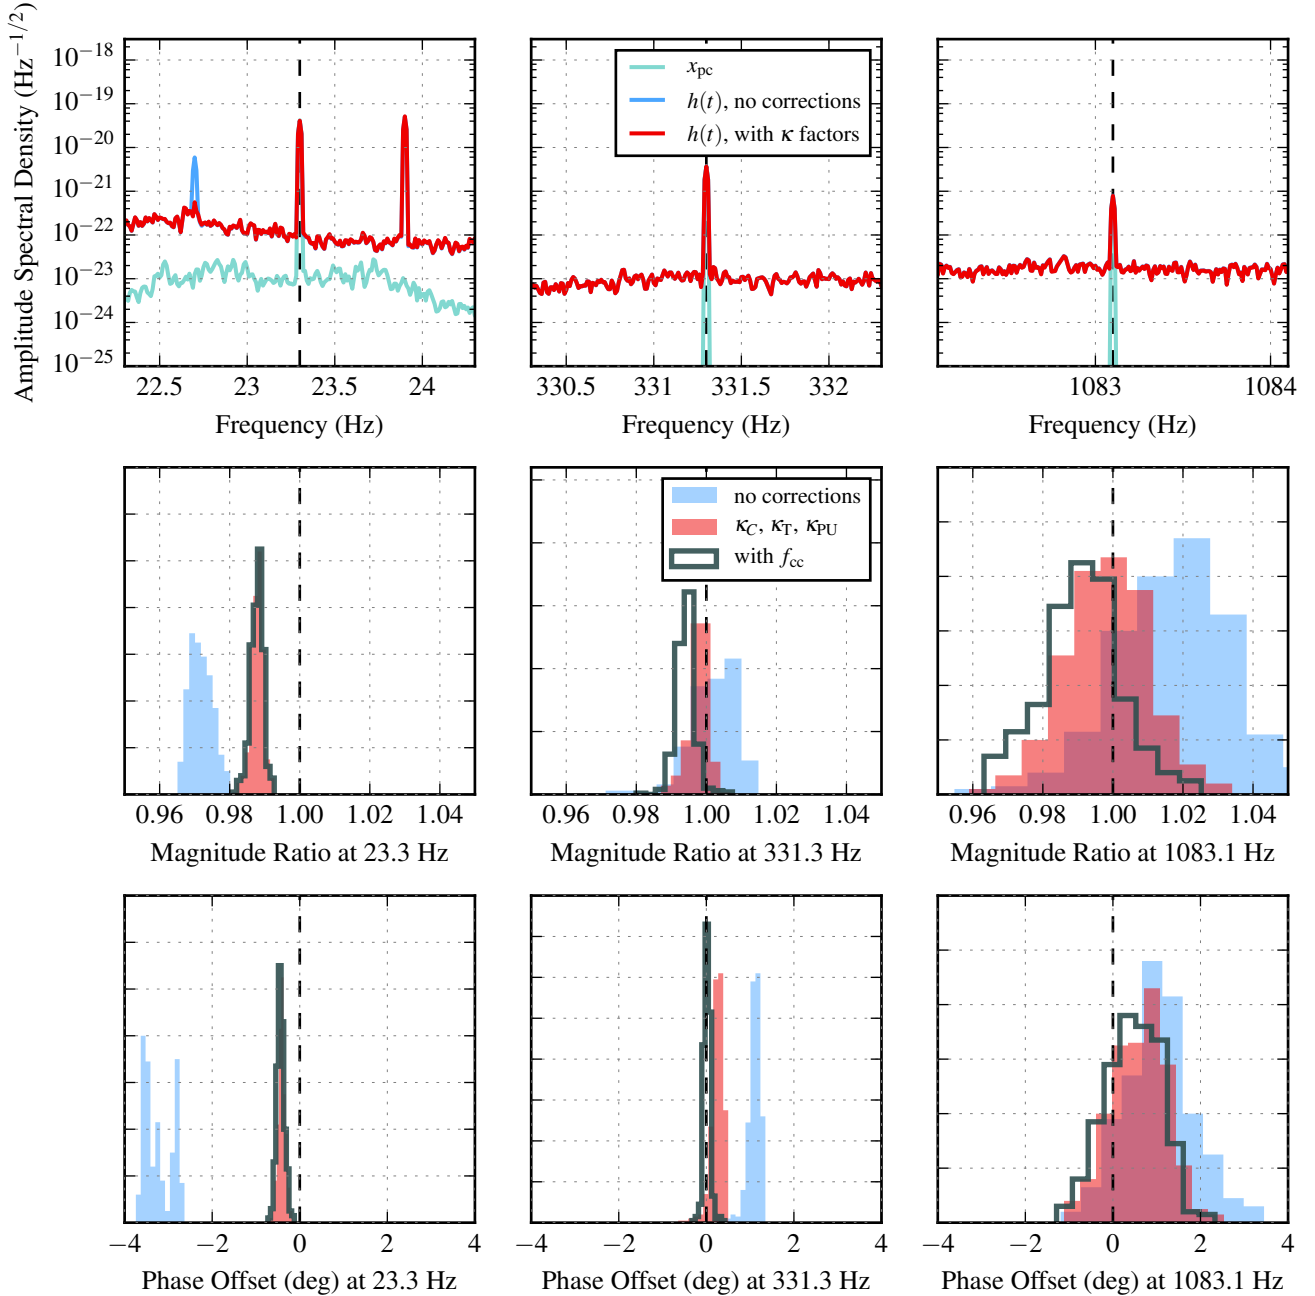 Amplitude Spectral Density (Hz⁻¹/²)
10⁻¹⁸
10⁻¹⁹
10⁻²⁰
10⁻²¹
10⁻²²
10⁻²³
10⁻²⁴
10⁻²⁵
22.5 23 23.5 24
Frequency (Hz)
x_pc
h(t), no corrections
h(t), with κ factors
330.5 331 331.5 332
Frequency (Hz)
1083 1084
Frequency (Hz)
0.96 0.98 1.00 1.02 1.04
Magnitude Ratio at 23.3 Hz
no corrections
κ_C, κ_T, κ_PU
with f_cc
0.96 0.98 1.00 1.02 1.04
Magnitude Ratio at 331.3 Hz
0.96 0.98 1.00 1.02 1.04
Magnitude Ratio at 1083.1 Hz
−4 −2 0 2 4
Phase Offset (deg) at 23.3 Hz
−4 −2 0 2 4
Phase Offset (deg) at 331.3 Hz
−4 −2 0 2 4
Phase Offset (deg) at 1083.1 Hz